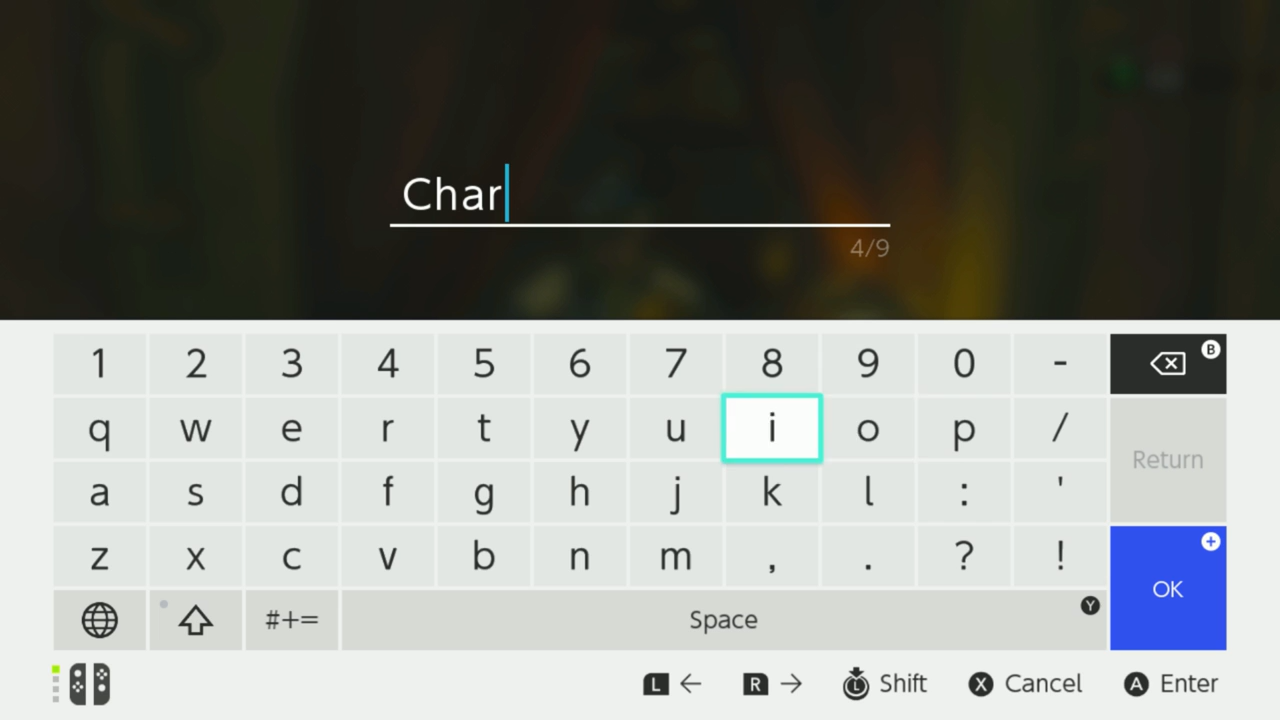 Char
4/9
1 2 3 4 5 6 7 8 9 0 - B
q w e r t y u i o p / Return
a s d f g h j k l : '
z x c v b n m , . ? ! + OK
#+= Space Y
L ← R → L Shift X Cancel A Enter